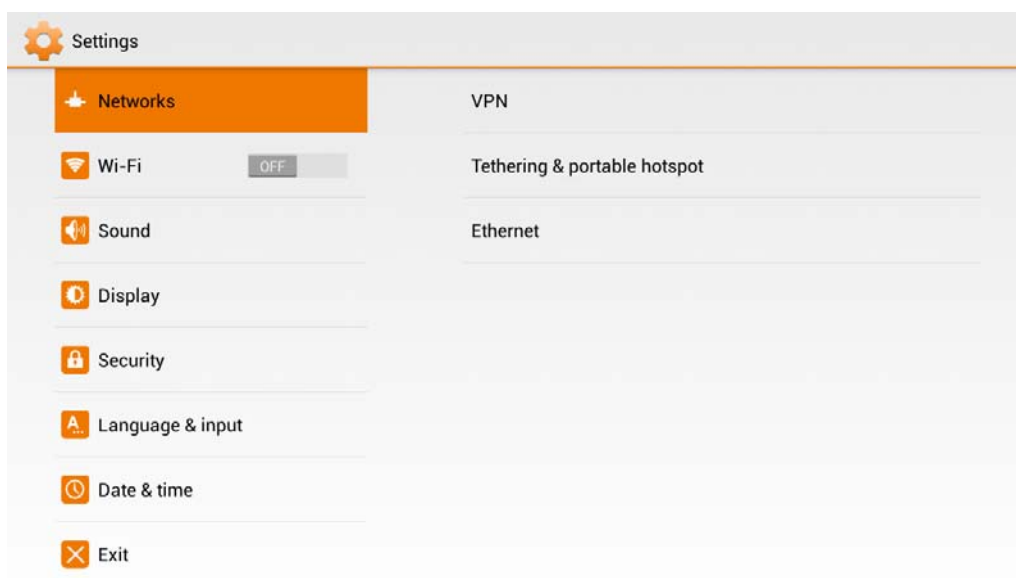 Settings
Networks
VPN
Wi-Fi OFF
Tethering & portable hotspot
Sound
Ethernet
Display
Security
A...
Language & input
Date & time
Exit